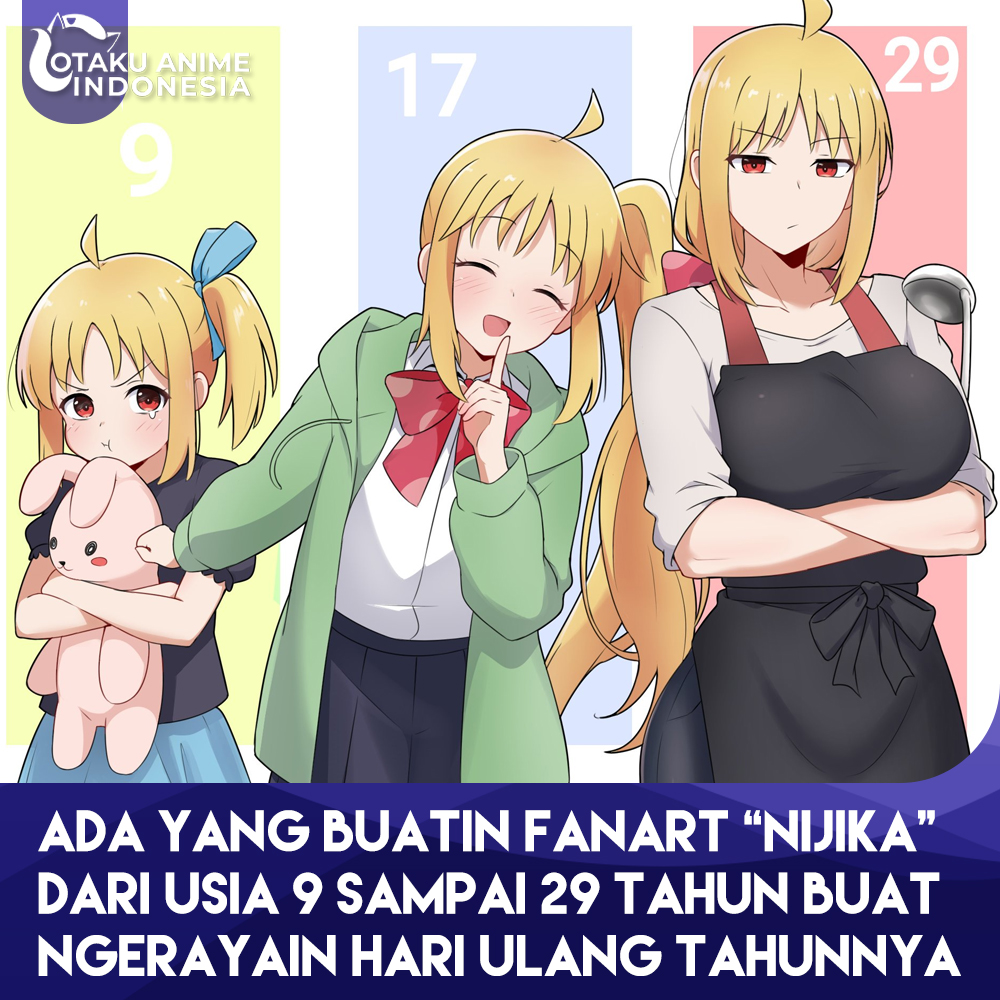 OTAKU ANIME
INDONESIA
9
17
29
ADA YANG BUATIN FANART “NIJIKA”
DARI USIA 9 SAMPAI 29 TAHUN BUAT
NGERAYAIN HARI ULANG TAHUNNYA